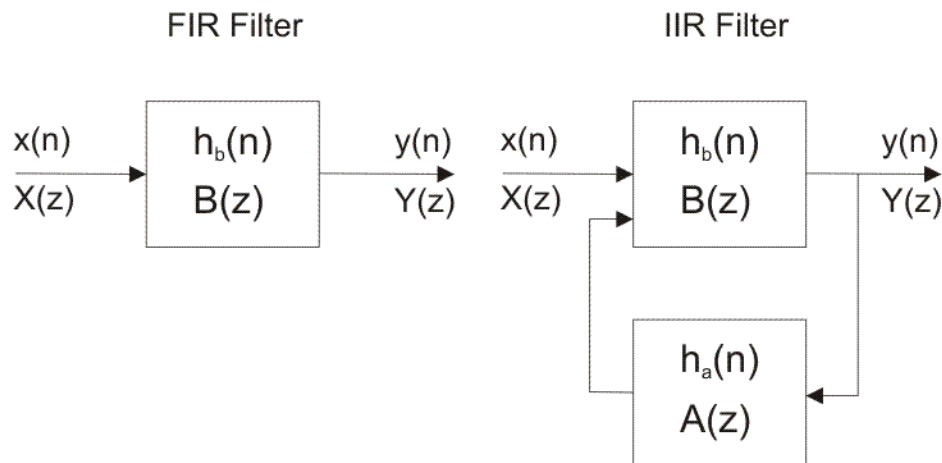 FIR Filter
x(n)
X(z)
h_b(n)
B(z)
y(n)
Y(z)
IIR Filter
x(n)
X(z)
h_b(n)
B(z)
y(n)
Y(z)
h_a(n)
A(z)